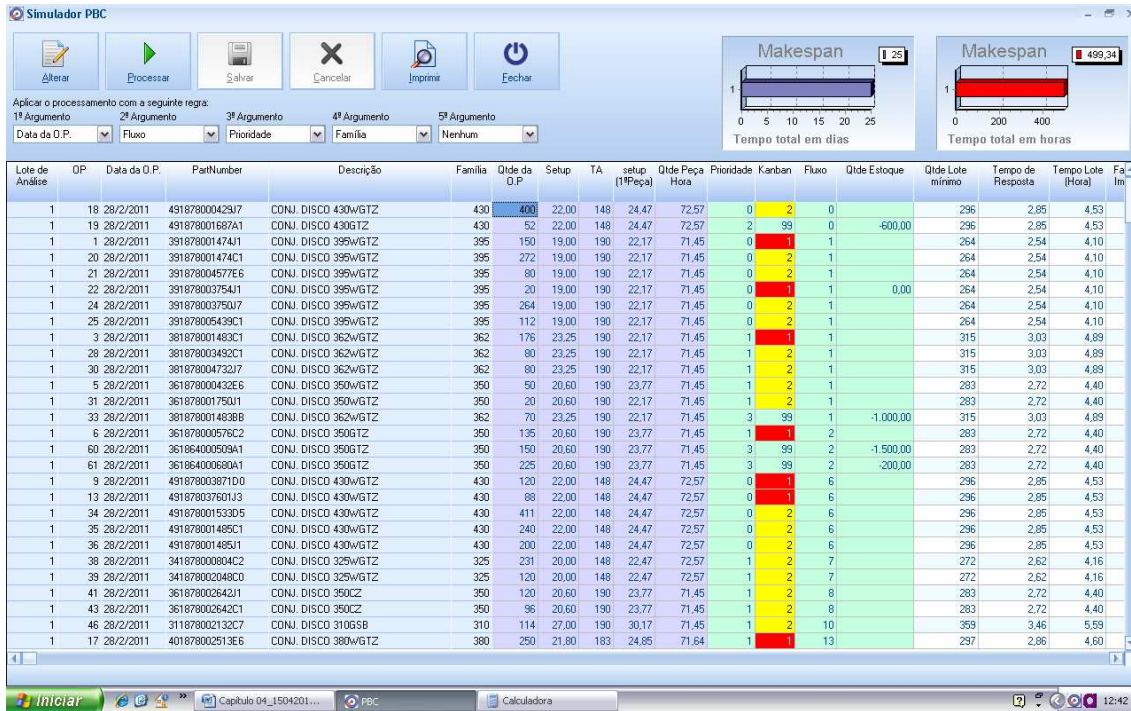 Simulador PBC
Alterar Processar Salvar Cancelar Imprimir Fechar
Makespan 25
1
0 5 10 15 20 25
Tempo total em dias
Makespan 499,34
1
0 200 400
Tempo total em horas
Aplicar o processamento com a seguinte regra:
1º Argumento 2º Argumento 3º Argumento 4º Argumento 5º Argumento
Data da O.P. Fluxo Prioridade Família Nenhum
Lote de Análise OP Data da O.P. PartNumber Descrição Família Qtde da O.P Setup TA setup (1ªPeça) Qtde Peça Hora Prioridade Kanban Fluxo Qtde Estoque Qtde Lote mínimo Tempo de Resposta Tempo Lote (Hora) Fa Im
1 18 28/2/2011 491878000429J7 CONJ. DISCO 430WGTZ 430 400 22,00 148 24,47 72,57 0 2 0 296 2,85 4,53
1 19 28/2/2011 491878001687A1 CONJ. DISCO 430GTZ 430 52 22,00 148 24,47 72,57 2 99 0 -600,00 296 2,85 4,53
1 1 28/2/2011 391878001474J1 CONJ. DISCO 395WGTZ 395 150 19,00 190 22,17 71,45 0 1 1 264 2,54 4,10
1 20 28/2/2011 391878001474C1 CONJ. DISCO 395WGTZ 395 272 19,00 190 22,17 71,45 0 2 1 264 2,54 4,10
1 21 28/2/2011 391878004577E6 CONJ. DISCO 395WGTZ 395 80 19,00 190 22,17 71,45 0 2 1 264 2,54 4,10
1 22 28/2/2011 391878003754J1 CONJ. DISCO 395WGTZ 395 20 19,00 190 22,17 71,45 0 1 1 0,00 264 2,54 4,10
1 24 28/2/2011 391878003750J7 CONJ. DISCO 395WGTZ 395 264 19,00 190 22,17 71,45 0 2 1 264 2,54 4,10
1 25 28/2/2011 391878005439C1 CONJ. DISCO 395WGTZ 395 112 19,00 190 22,17 71,45 0 2 1 264 2,54 4,10
1 3 28/2/2011 381878001483C1 CONJ. DISCO 362WGTZ 362 176 23,25 190 22,17 71,45 1 1 1 315 3,03 4,89
1 28 28/2/2011 381878003492C1 CONJ. DISCO 362WGTZ 362 80 23,25 190 22,17 71,45 1 2 1 315 3,03 4,89
1 30 28/2/2011 381878004732J7 CONJ. DISCO 362WGTZ 362 80 23,25 190 22,17 71,45 1 2 1 315 3,03 4,89
1 5 28/2/2011 361878000432E6 CONJ. DISCO 350WGTZ 350 50 20,60 190 23,77 71,45 1 2 1 283 2,72 4,40
1 31 28/2/2011 361878001750J1 CONJ. DISCO 350WGTZ 350 20 20,60 190 22,17 71,45 1 2 1 283 2,72 4,40
1 33 28/2/2011 381878001483BB CONJ. DISCO 362WGTZ 362 70 23,25 190 22,17 71,45 3 99 1 -1.000,00 315 3,03 4,89
1 6 28/2/2011 361878000576C2 CONJ. DISCO 350GTZ 350 135 20,60 190 23,77 71,45 1 1 2 283 2,72 4,40
1 60 28/2/2011 361864000509A1 CONJ. DISCO 350GTZ 350 150 20,60 190 23,77 71,45 3 99 2 -1.500,00 283 2,72 4,40
1 61 28/2/2011 361864000680A1 CONJ. DISCO 350GTZ 350 225 20,60 190 23,77 71,45 3 99 2 -200,00 283 2,72 4,40
1 9 28/2/2011 491878003871D0 CONJ. DISCO 430WGTZ 430 120 22,00 148 24,47 72,57 0 1 6 296 2,85 4,53
1 13 28/2/2011 491878037601J3 CONJ. DISCO 430WGTZ 430 88 22,00 148 24,47 72,57 0 1 6 296 2,85 4,53
1 34 28/2/2011 491878001533D5 CONJ. DISCO 430WGTZ 430 411 22,00 148 24,47 72,57 0 2 6 296 2,85 4,53
1 35 28/2/2011 491878001485C1 CONJ. DISCO 430WGTZ 430 240 22,00 148 24,47 72,57 0 2 6 296 2,85 4,53
1 36 28/2/2011 491878001485J1 CONJ. DISCO 430WGTZ 430 200 22,00 148 24,47 72,57 0 2 6 296 2,85 4,53
1 38 28/2/2011 341878000804C2 CONJ. DISCO 325WGTZ 325 231 20,00 148 22,47 72,57 1 2 7 272 2,62 4,16
1 39 28/2/2011 341878002048C0 CONJ. DISCO 325WGTZ 325 120 20,00 148 22,47 72,57 1 2 7 272 2,62 4,16
1 41 28/2/2011 361878002642J1 CONJ. DISCO 350CZ 350 120 20,60 190 23,77 71,45 1 2 8 283 2,72 4,40
1 43 28/2/2011 361878002642C1 CONJ. DISCO 350CZ 350 96 20,60 190 23,77 71,45 1 2 8 283 2,72 4,40
1 46 28/2/2011 311878002132C7 CONJ. DISCO 310GSB 310 114 27,00 190 30,17 71,45 1 2 10 359 3,46 5,59
1 17 28/2/2011 401878002513E6 CONJ. DISCO 380WGTZ 380 250 21,80 183 24,85 71,64 1 1 13 297 2,86 4,60
Iniciar » Capítulo 04_1504201... PBC Calculadora 12:42